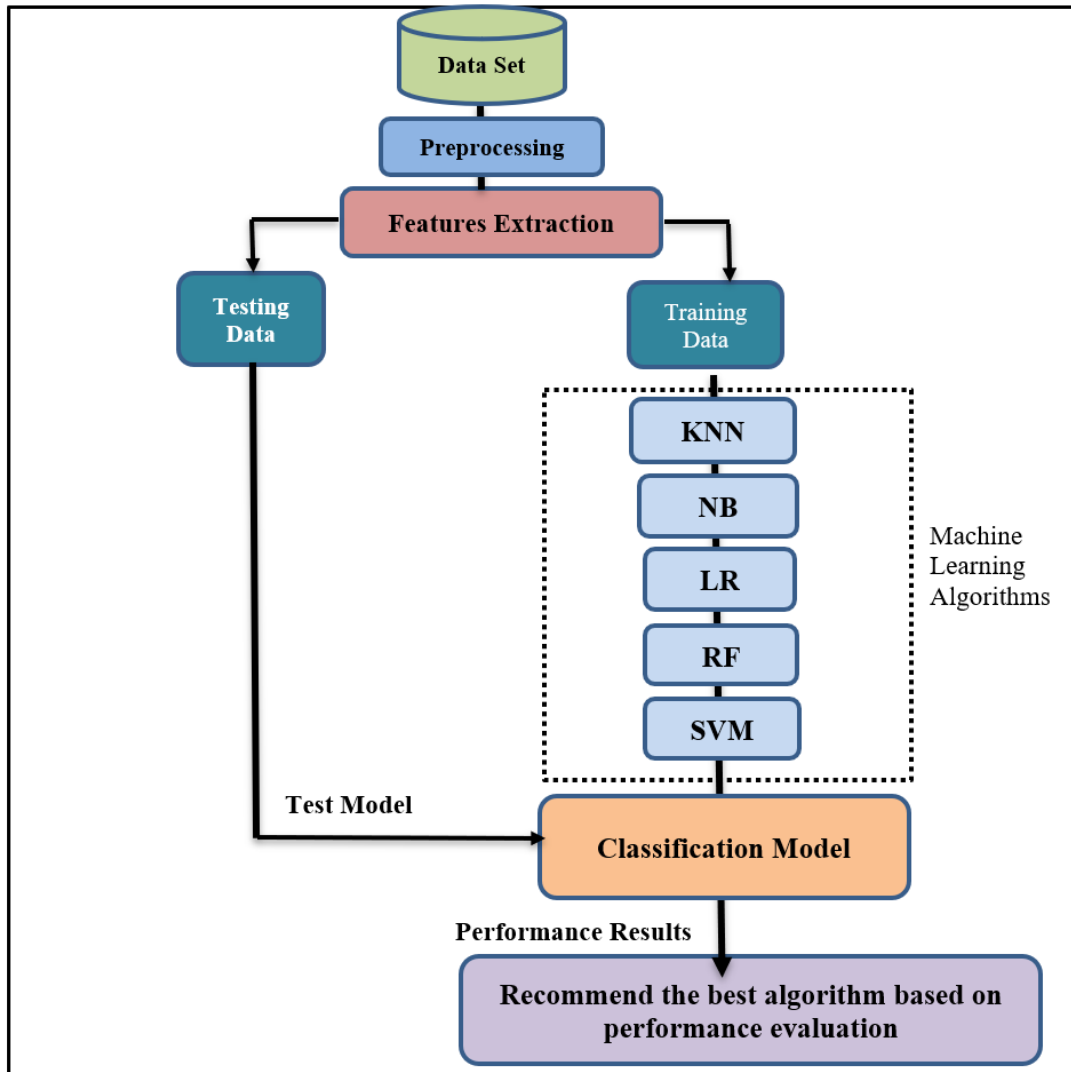 Data Set
Preprocessing
Features Extraction
Testing
Data
Training
Data
KNN
NB
LR
RF
SVM
Machine
Learning
Algorithms
Test Model
Classification Model
Performance Results
Recommend the best algorithm based on
performance evaluation